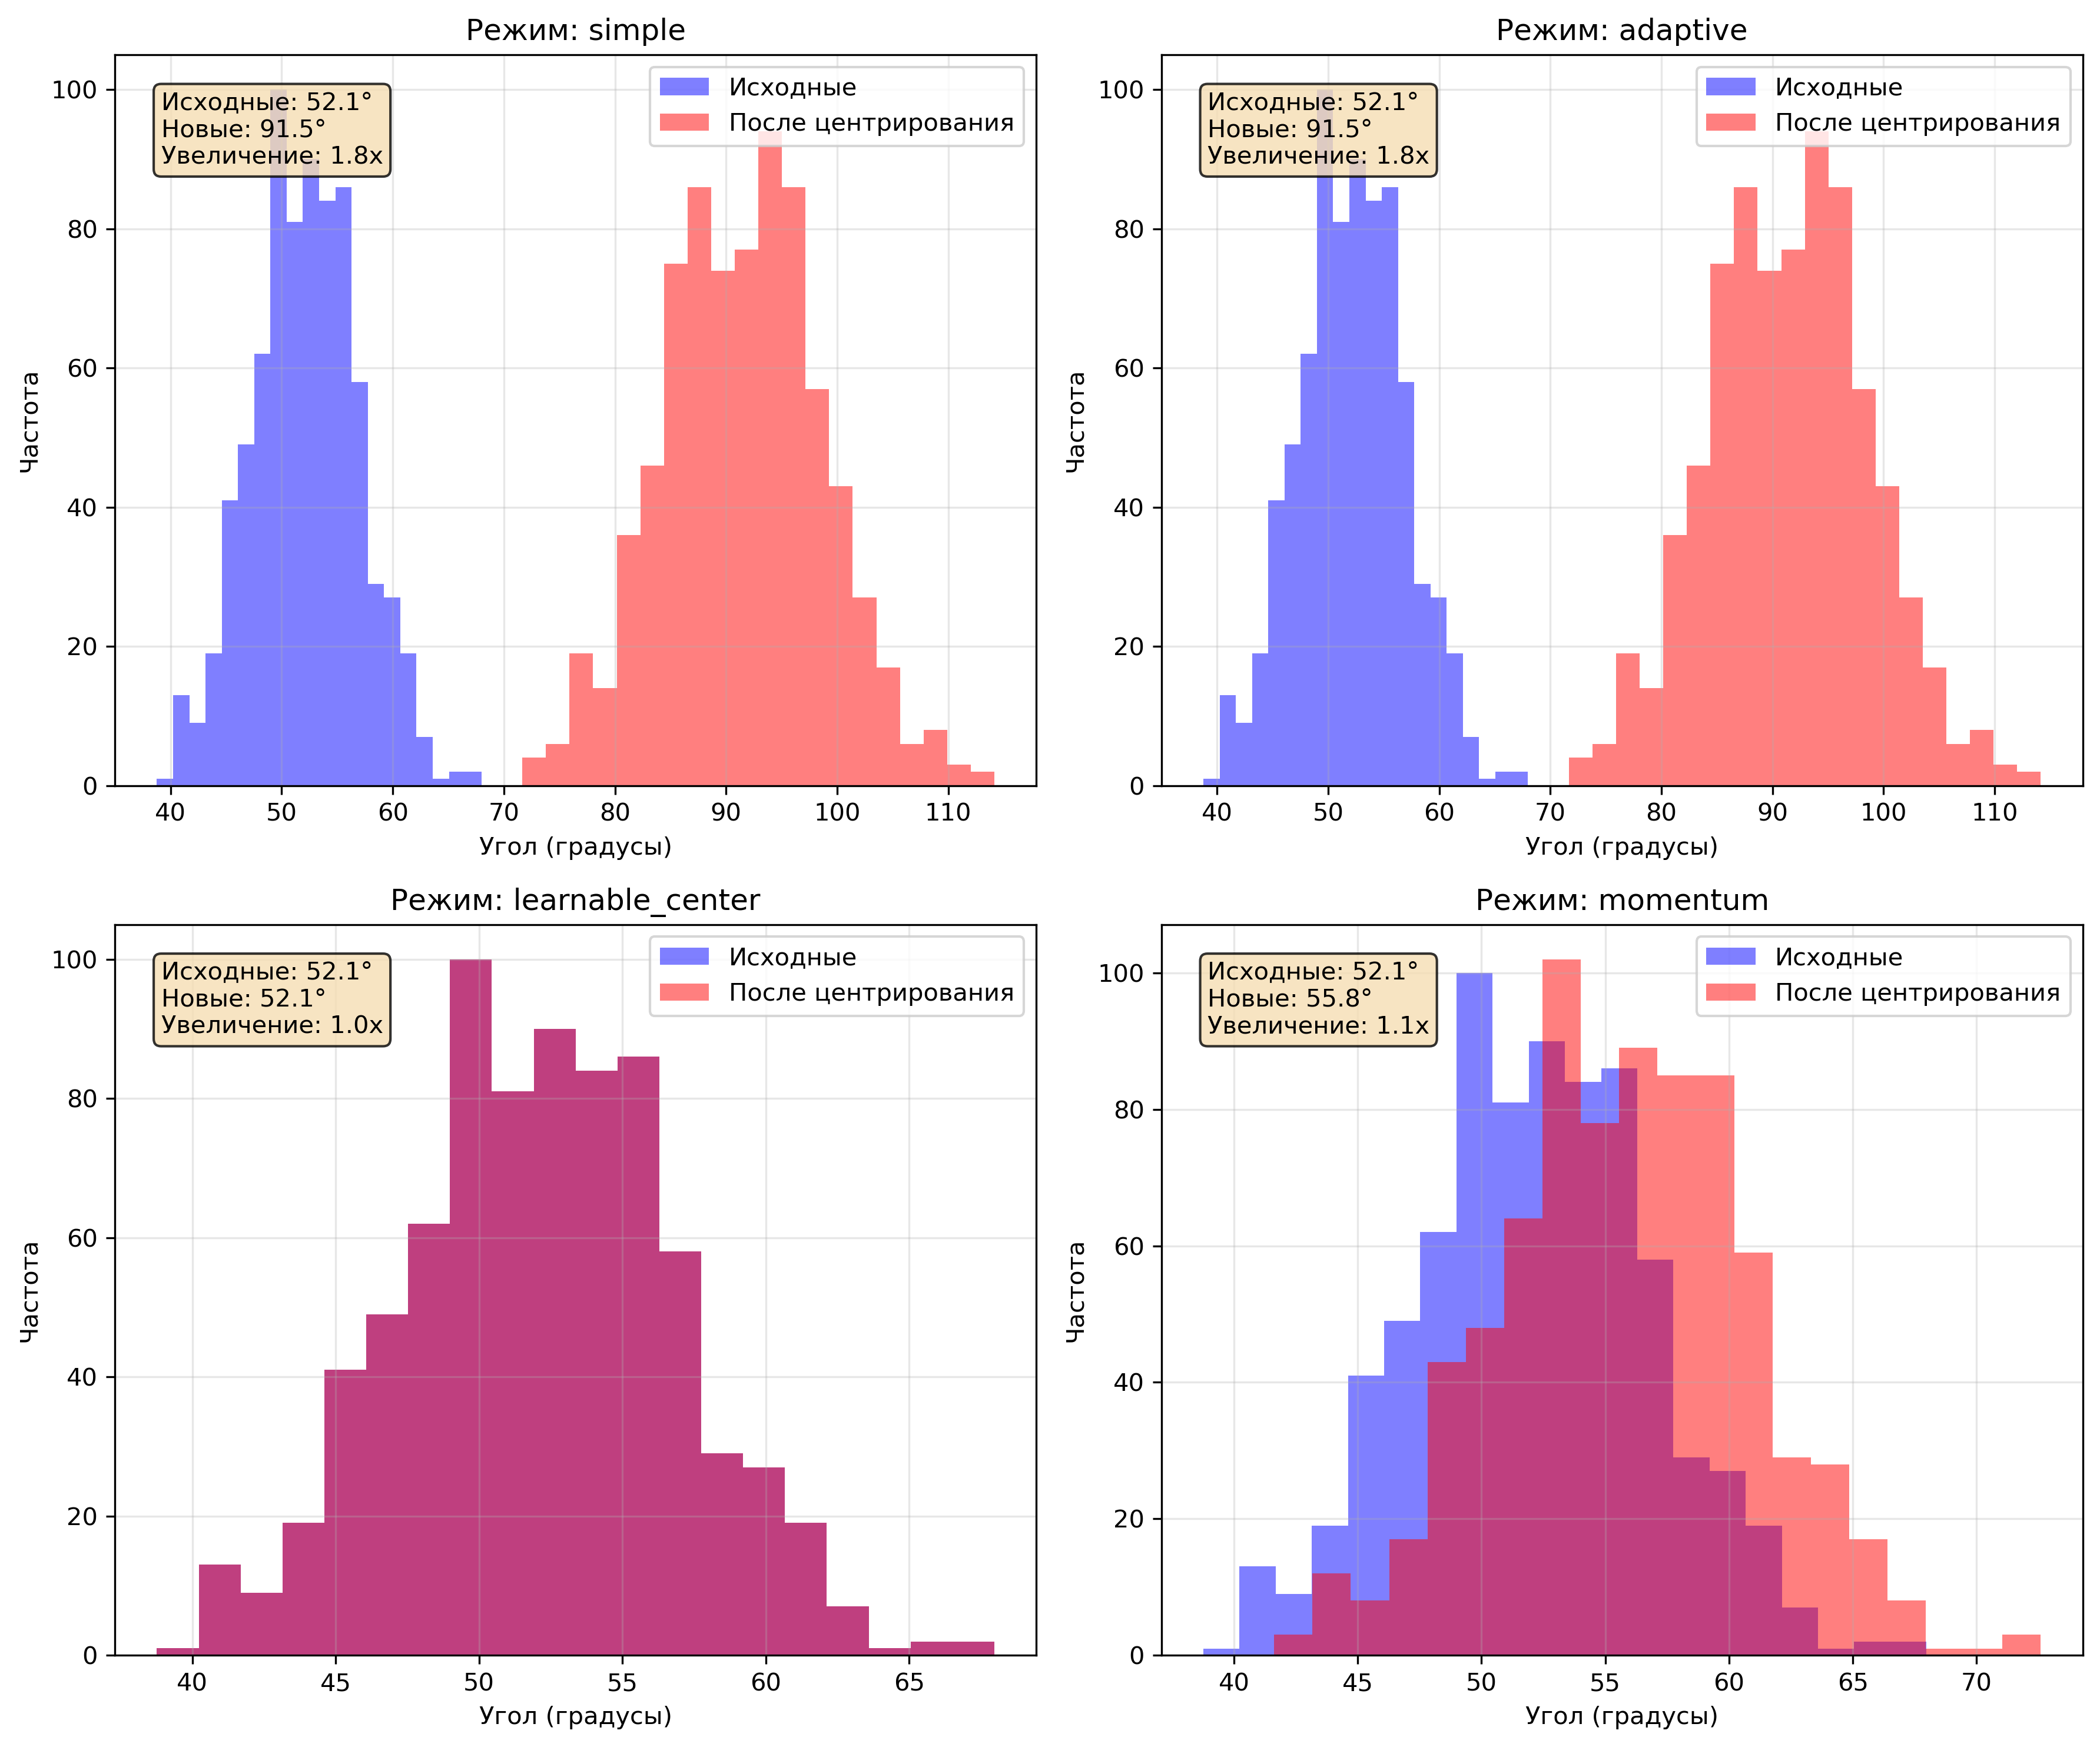 Режим: simple
Исходные: 52.1°
Новые: 91.5°
Увеличение: 1.8x
Исходные
После центрирования
100
80
60
40
20
0
Частота
40 50 60 70 80 90 100 110
Угол (градусы)
Режим: adaptive
Исходные: 52.1°
Новые: 91.5°
Увеличение: 1.8x
Исходные
После центрирования
100
80
60
40
20
0
Частота
40 50 60 70 80 90 100 110
Угол (градусы)
Режим: learnable_center
Исходные: 52.1°
Новые: 52.1°
Увеличение: 1.0x
Исходные
После центрирования
100
80
60
40
20
0
Частота
40 45 50 55 60 65
Угол (градусы)
Режим: momentum
Исходные: 52.1°
Новые: 55.8°
Увеличение: 1.1x
Исходные
После центрирования
100
80
60
40
20
0
Частота
40 45 50 55 60 65 70
Угол (градусы)